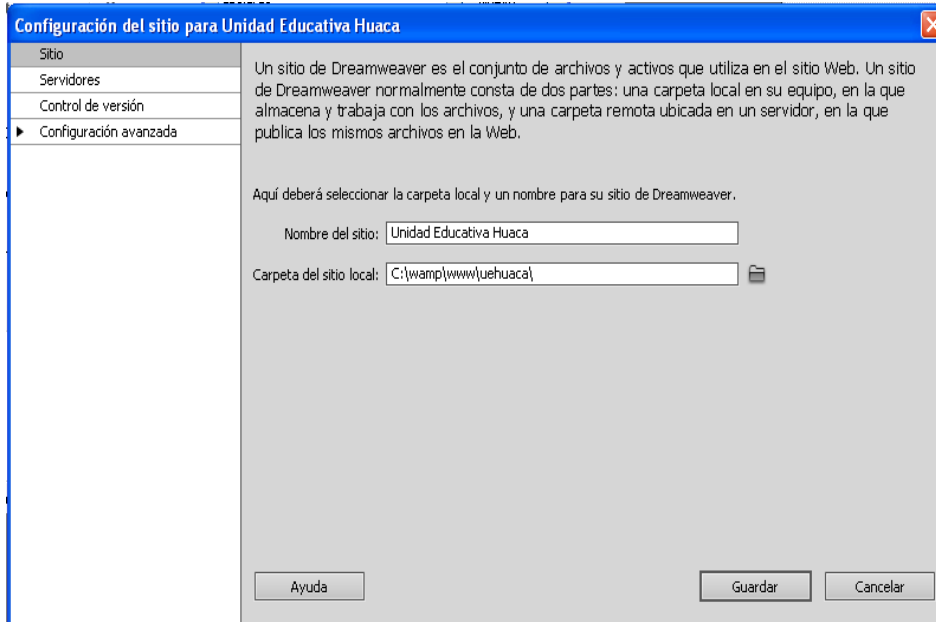 Configuración del sitio para Unidad Educativa Huaca
Sitio
Servidores
Control de versión
Configuración avanzada
Un sitio de Dreamweaver es el conjunto de archivos y activos que utiliza en el sitio Web. Un sitio
de Dreamweaver normalmente consta de dos partes: una carpeta local en su equipo, en la que
almacena y trabaja con los archivos, y una carpeta remota ubicada en un servidor, en la que
publica los mismos archivos en la Web.
Aquí deberá seleccionar la carpeta local y un nombre para su sitio de Dreamweaver.
Nombre del sitio: Unidad Educativa Huaca
Carpeta del sitio local: C:\wamp\www\uehuaca\
Ayuda
Guardar
Cancelar